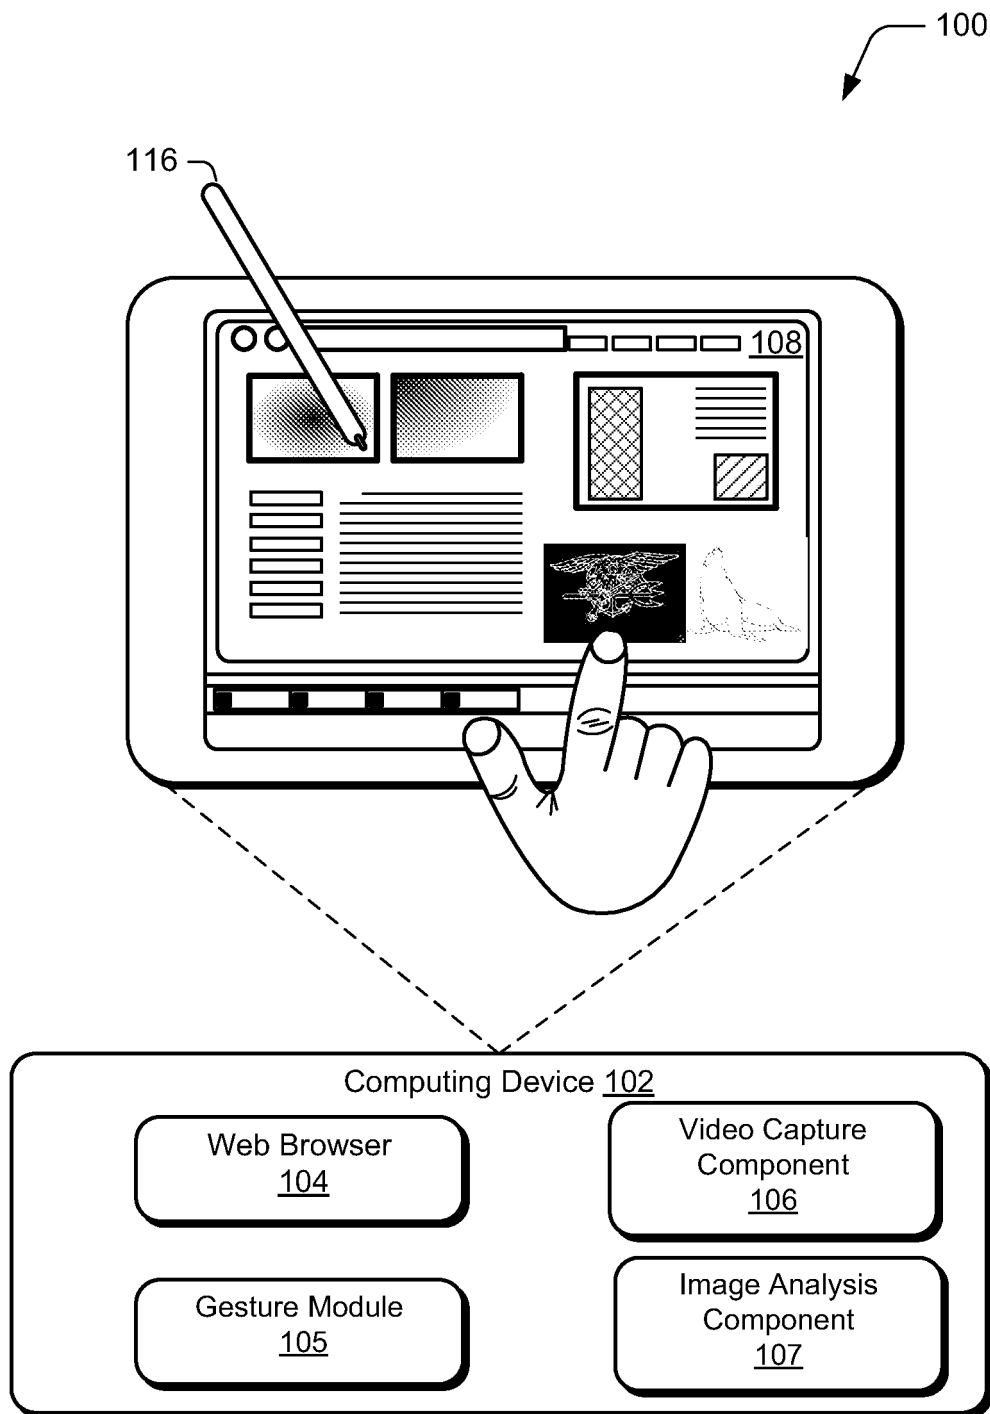 100
116
108
Computing Device 102
Web Browser
104
Video Capture
Component
106
Gesture Module
105
Image Analysis
Component
107